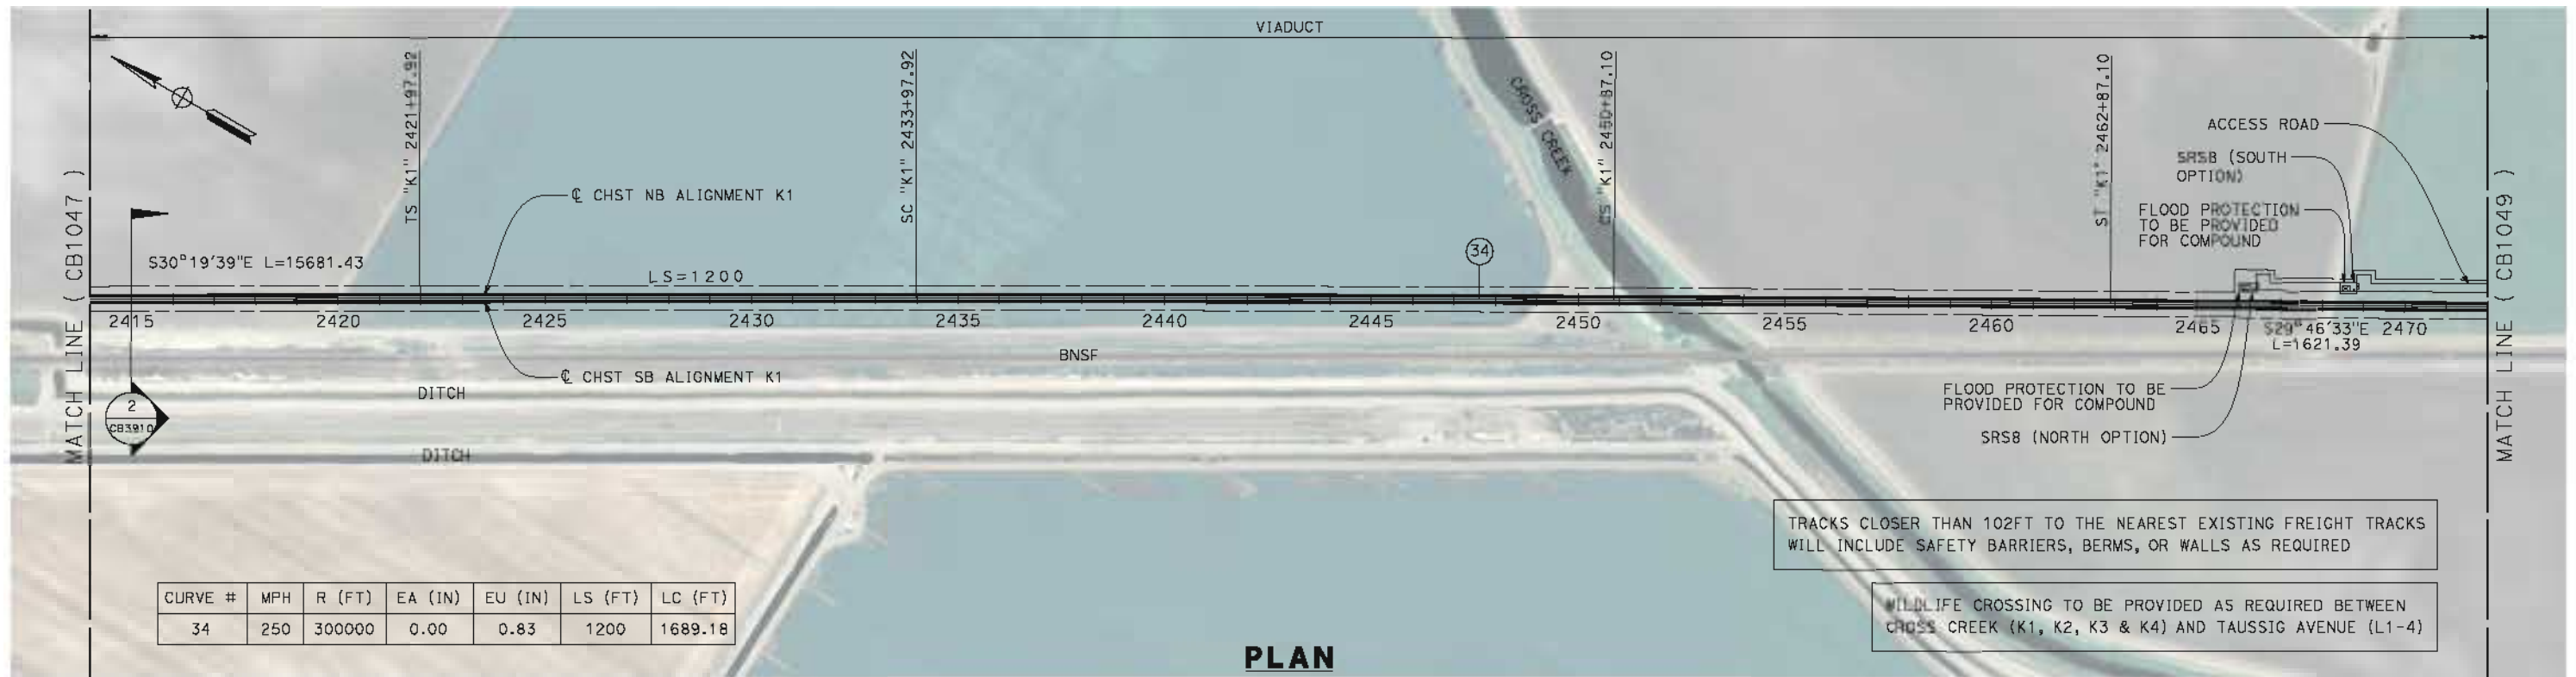 VIADUCT
TS "K1" 2421+97.92
SC "K1" 2433+97.92
CS "K1" 2450+87.10
ST "K1" 2462+87.10
CROSS CREEK
ACCESS ROAD
SRS8 (SOUTH
OPTION)
FLOOD PROTECTION
TO BE PROVIDED
FOR COMPOUND
MATCH LINE ( CB1047 )
MATCH LINE ( CB1049 )
℄ CHST NB ALIGNMENT K1
S30°19'39"E L=15681.43
LS=1200
34
2415 2420 2425 2430 2435 2440 2445 2450 2455 2460 2465 2470
S29°46'33"E
L=1621.39
BNSF
℄ CHST SB ALIGNMENT K1
DITCH
2
CB3910
DITCH
FLOOD PROTECTION TO BE
PROVIDED FOR COMPOUND
SRS8 (NORTH OPTION)
TRACKS CLOSER THAN 102FT TO THE NEAREST EXISTING FREIGHT TRACKS
WILL INCLUDE SAFETY BARRIERS, BERMS, OR WALLS AS REQUIRED
WILDLIFE CROSSING TO BE PROVIDED AS REQUIRED BETWEEN
CROSS CREEK (K1, K2, K3 & K4) AND TAUSSIG AVENUE (L1-4)
CURVE # MPH R (FT) EA (IN) EU (IN) LS (FT) LC (FT)
34 250 300000 0.00 0.83 1200 1689.18
PLAN